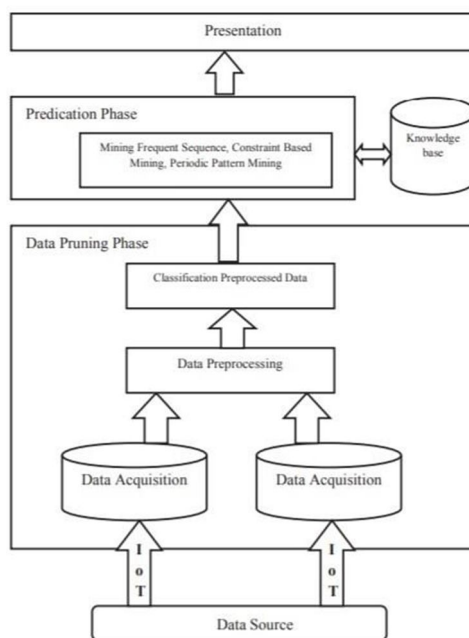 Presentation
Predication Phase
Mining Frequent Sequence, Constraint Based
Mining, Periodic Pattern Mining
Knowledge
base
Data Pruning Phase
Classification Preprocessed Data
Data Preprocessing
Data Acquisition
Data Acquisition
I
o
T
I
o
T
Data Source